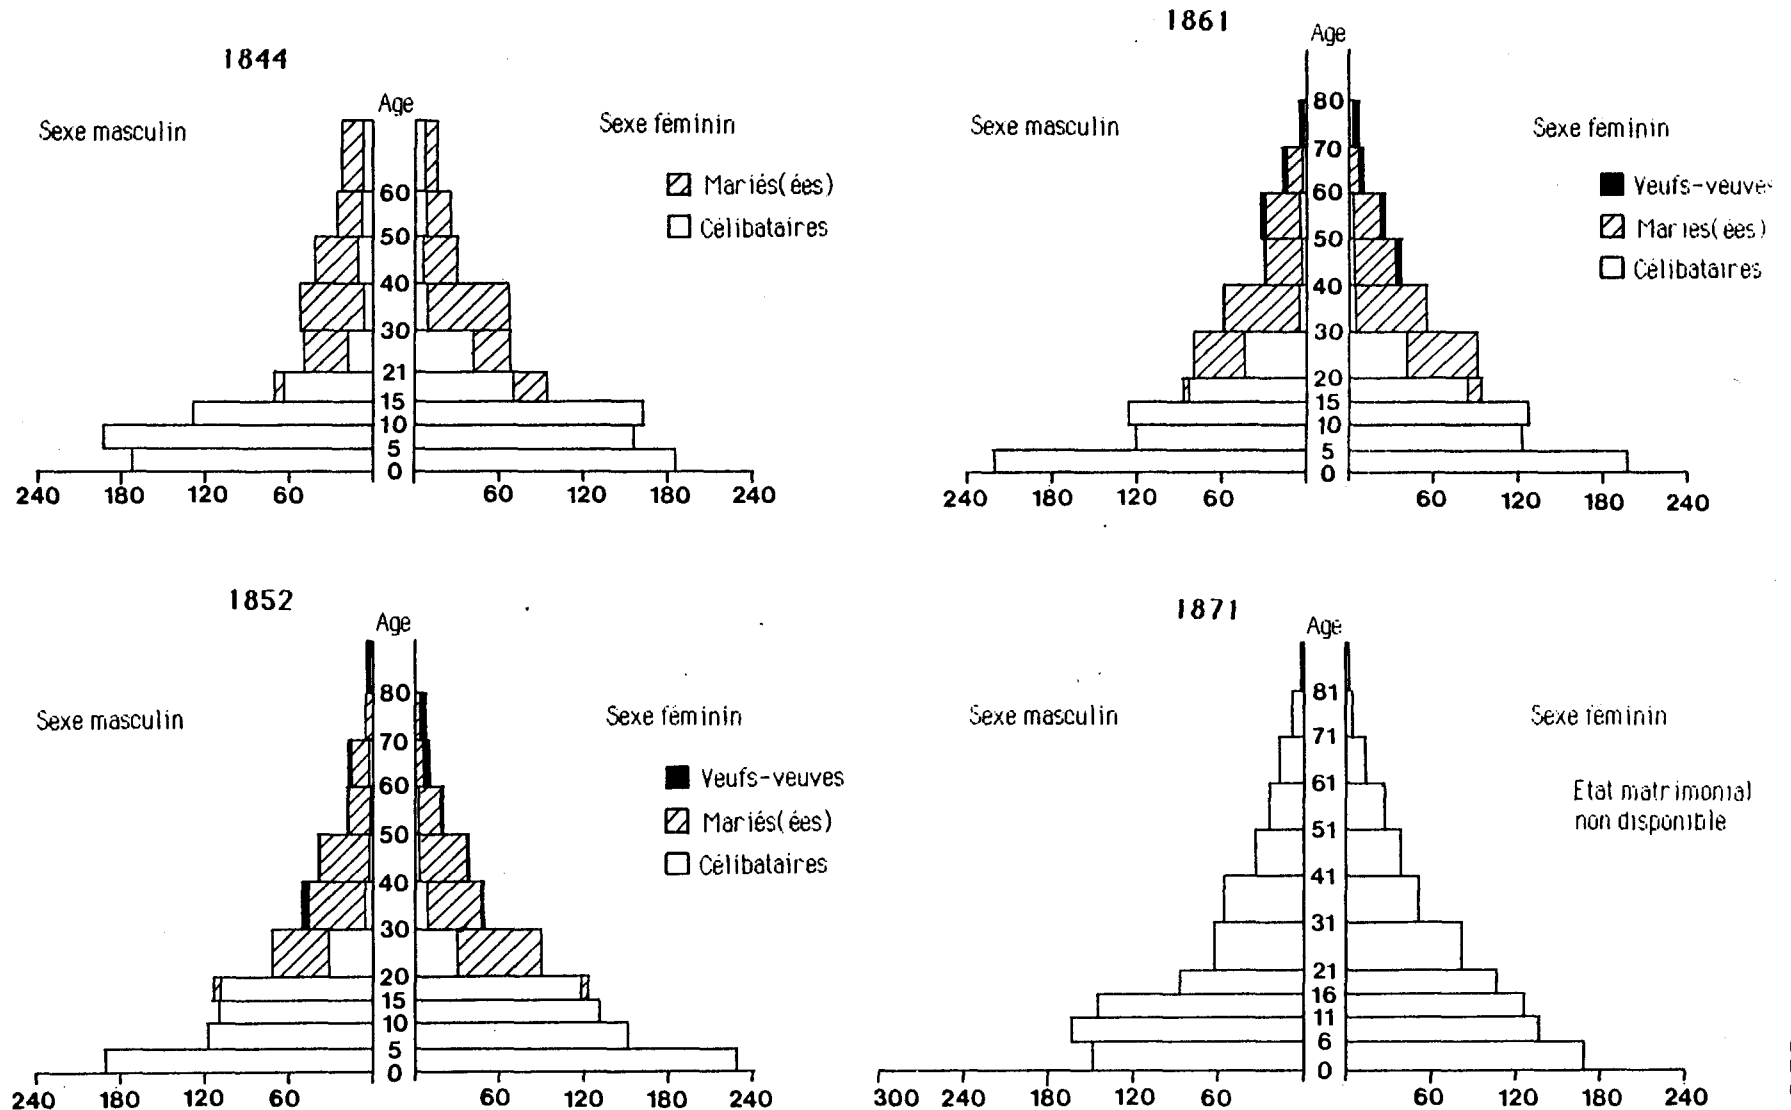 1844
Age
Sexe masculin
Sexe féminin
Mariés(ées)
Célibataires
60
50
40
30
21
15
10
5
0
240 180 120 60 60 120 180 240
1861
Age
Sexe masculin
Sexe féminin
Veufs-veuves
Mariés(ées)
Célibataires
80
70
60
50
40
30
20
15
10
5
0
240 180 120 60 60 120 180 240
1852
Age
Sexe masculin
Sexe féminin
Veufs-veuves
Mariés(ées)
Célibataires
80
70
60
50
40
30
20
15
10
5
0
240 180 120 60 60 120 180 240
1871
Age
Sexe masculin
Sexe féminin
Etat matrimonial
non disponible
81
71
61
51
41
31
21
16
11
6
0
300 240 180 120 60 60 120 180 240